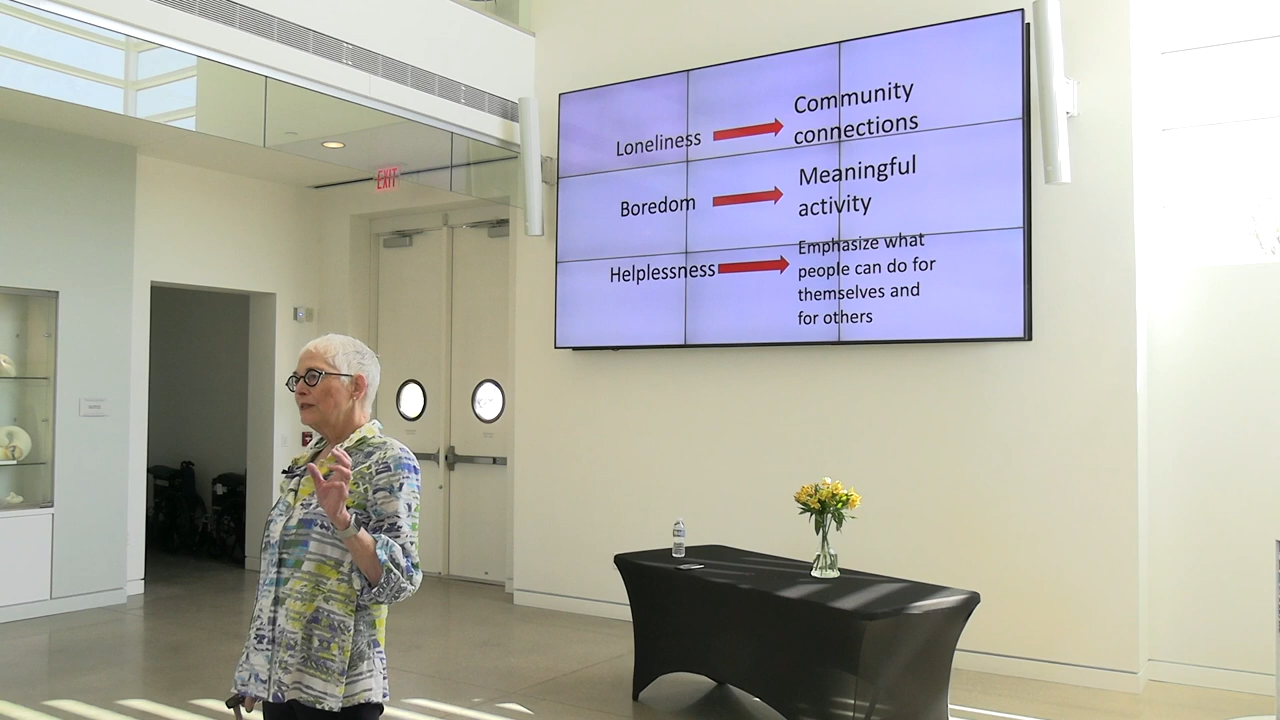 Loneliness
Community
connections
Boredom
Meaningful
activity
Helplessness
Emphasize what
people can do for
themselves and
for others
EXIT